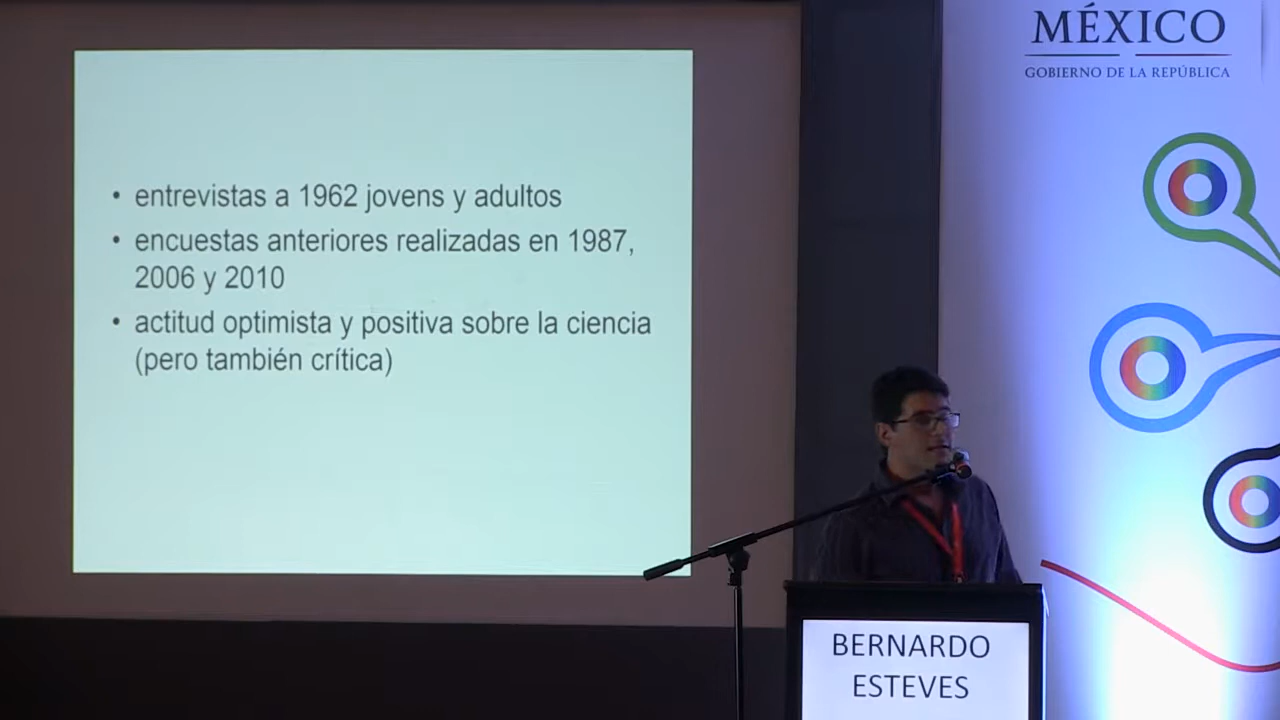 MÉXICO
GOBIERNO DE LA REPÚBLICA
• entrevistas a 1962 jovens y adultos
• encuestas anteriores realizadas en 1987,
2006 y 2010
• actitud optimista y positiva sobre la ciencia
(pero también crítica)
BERNARDO
ESTEVES